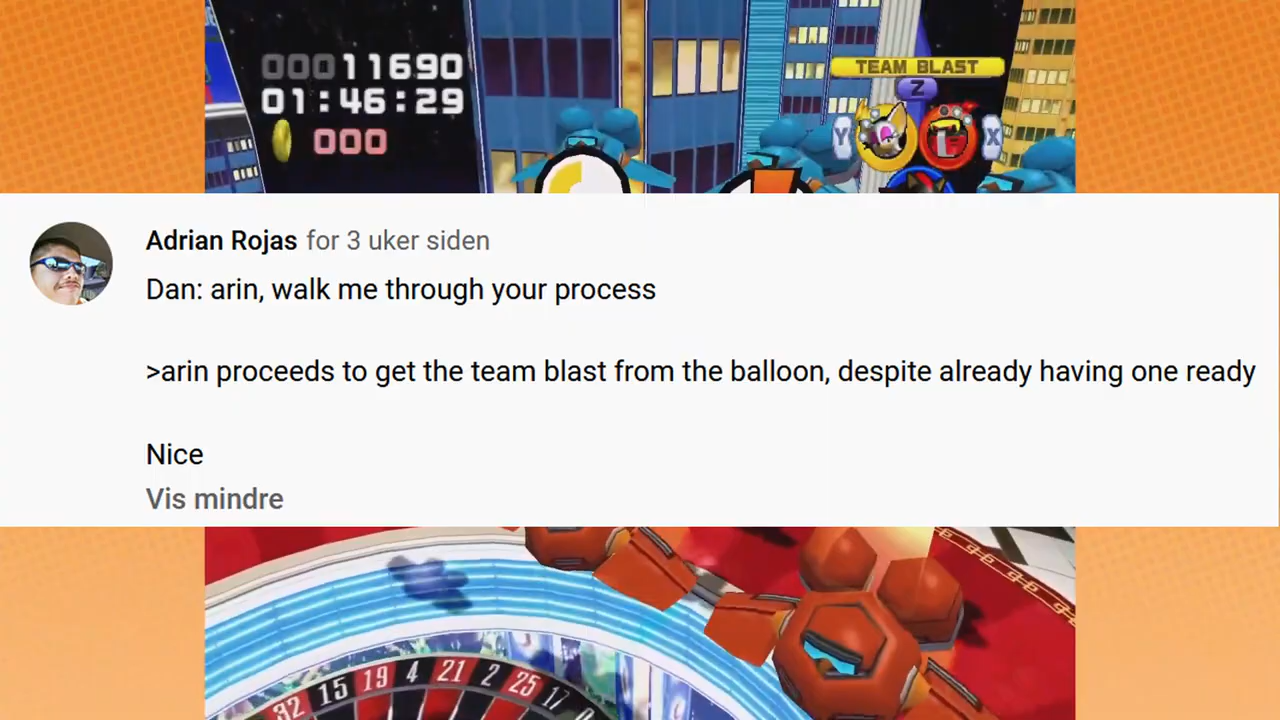 00011690
01:46:29
000
TEAM BLAST
Z
Y
X
Adrian Rojas for 3 uker siden
Dan: arin, walk me through your process
>arin proceeds to get the team blast from the balloon, despite already having one ready
Nice
Vis mindre
32 15 19 4 21 2 25 17